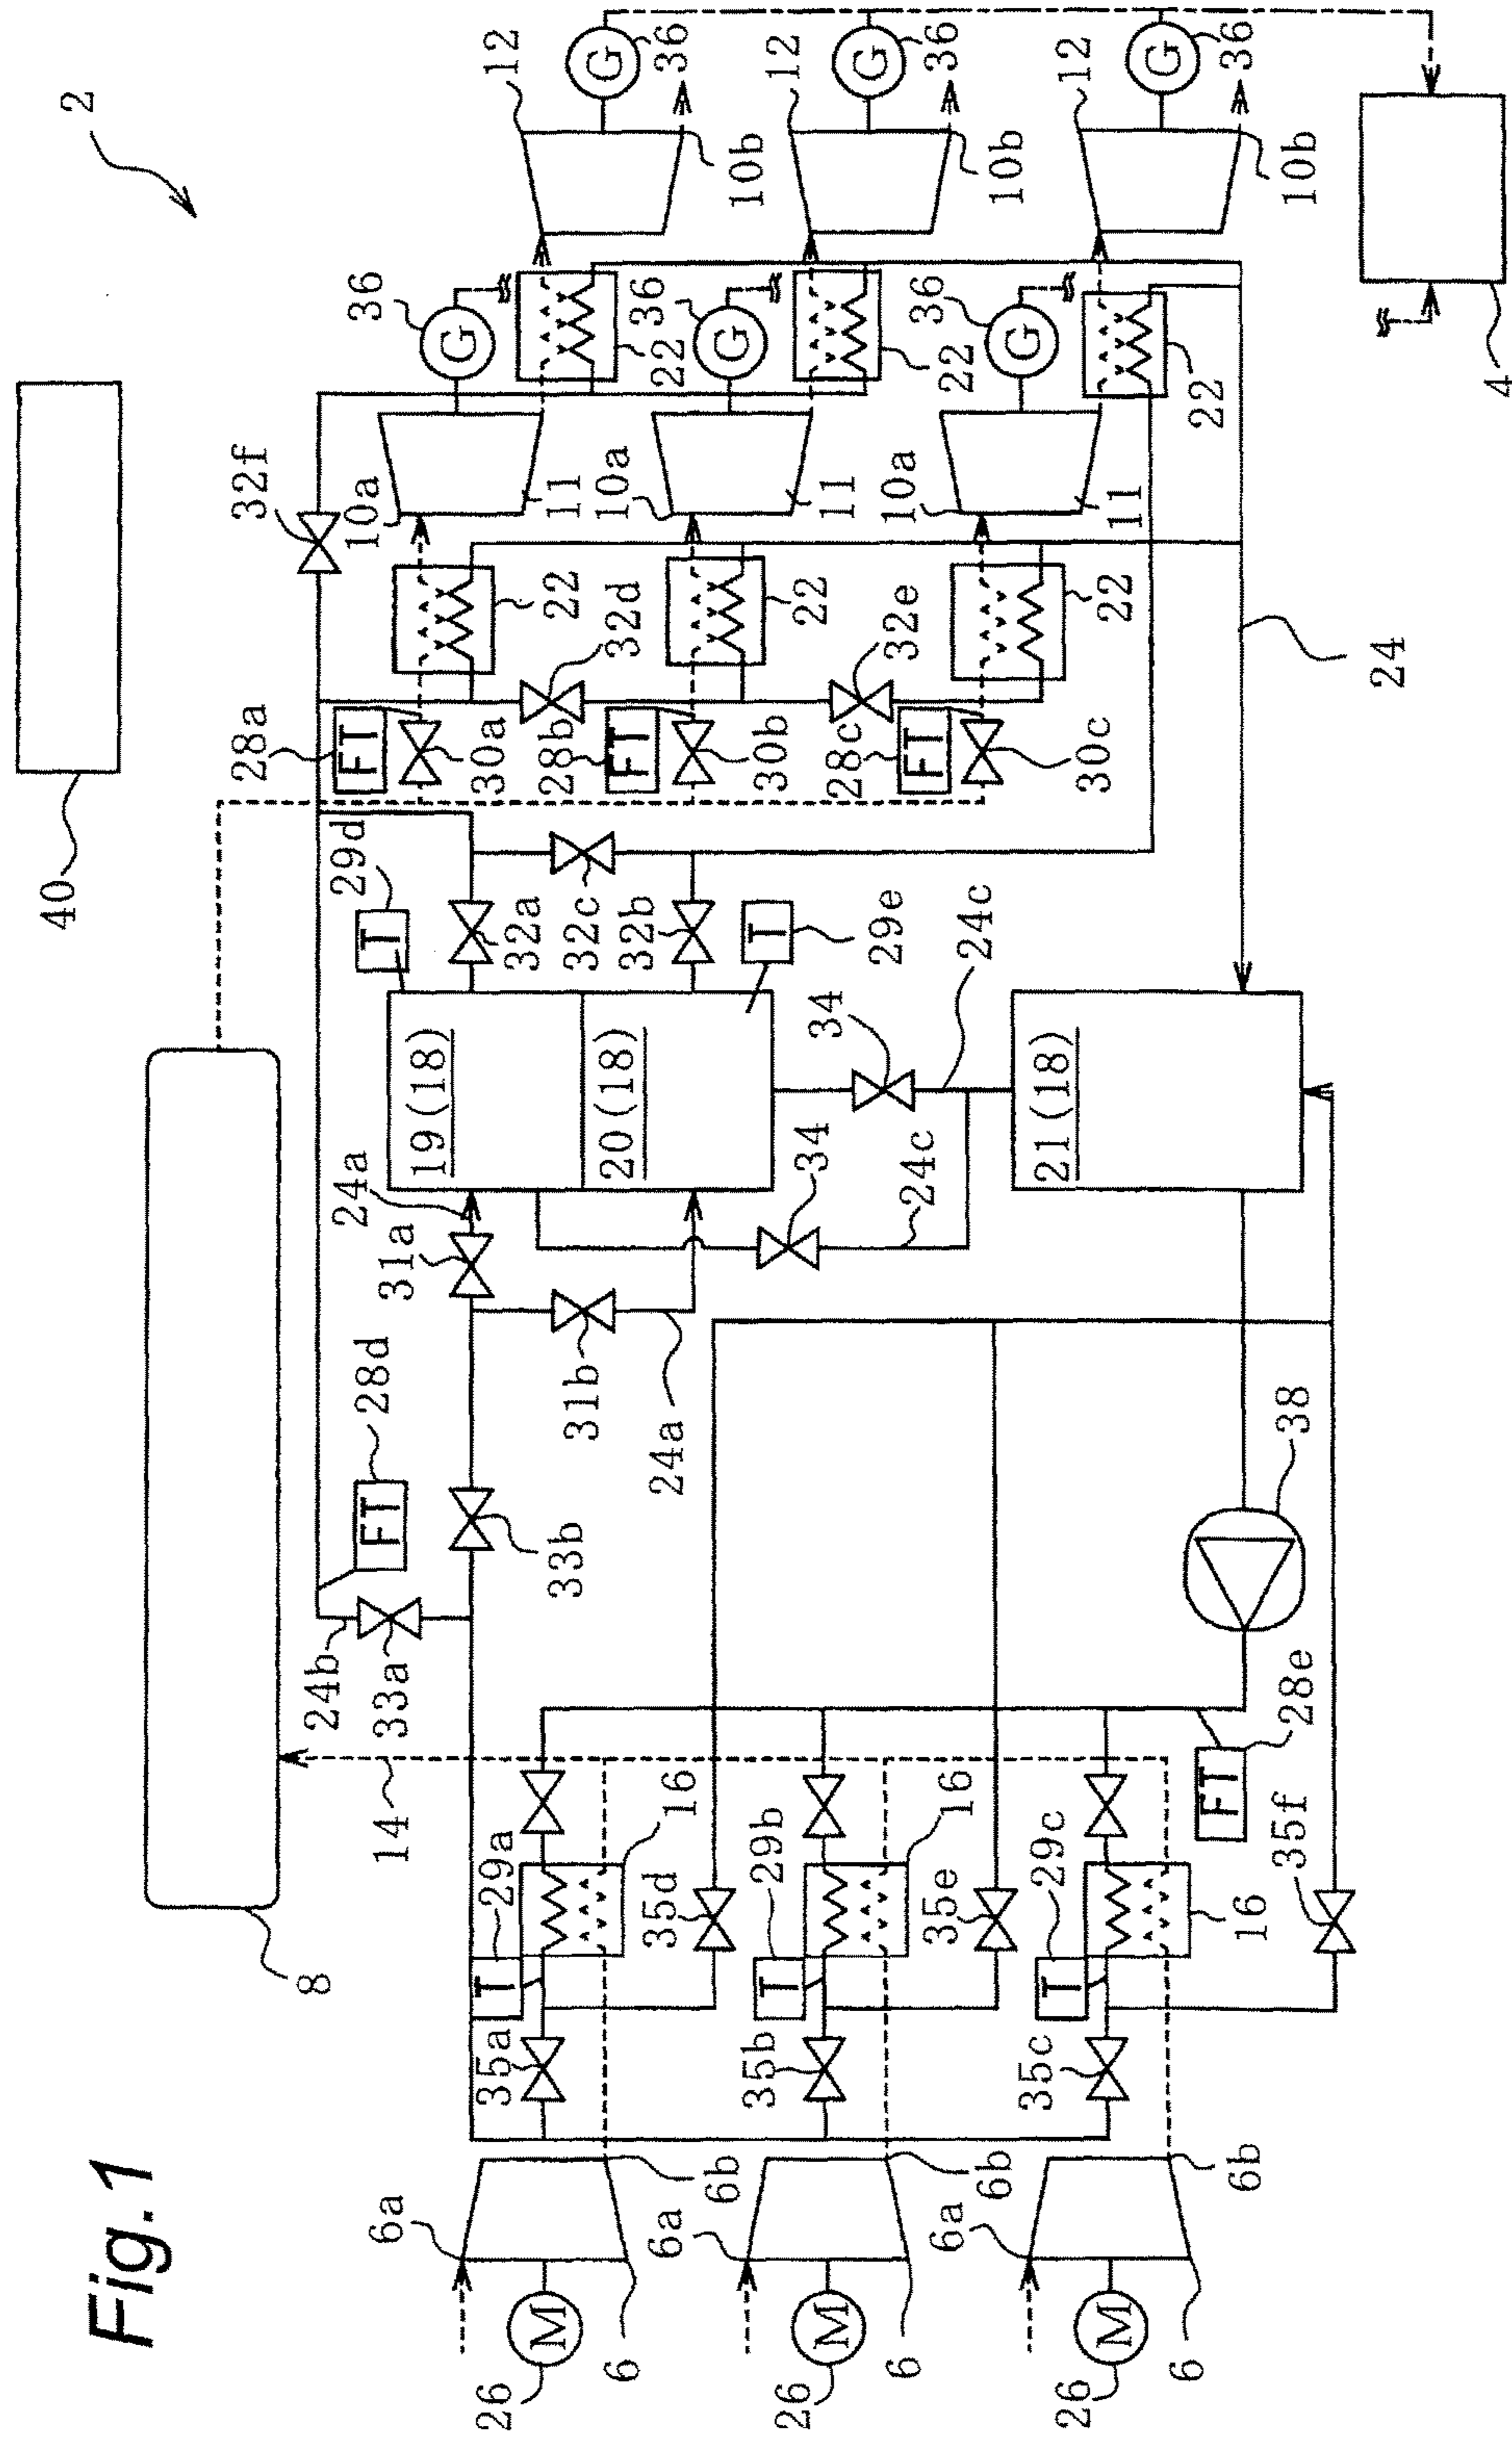 Fig.1
2
40
8
14
24b
33a
28d
FT
33b
24a
31a
31b
24a
19(18)
20(18)
21(18)
29d
T
29e
T
32a
32c
32b
34
24c
34
24c
28a
FT
30a
28b
FT
30b
28c
FT
30c
32f
32d
32e
22
22
22
10a
11
10a
11
10a
11
36
G
36
G
36
G
22
22
22
12
G
36
10b
12
G
36
10b
12
G
36
10b
4
24
38
28e
FT
35f
29a
T
16
35d
35a
29b
T
16
35e
35b
29c
T
16
35c
6a
6b
M
26
6
6a
6b
M
26
6
6a
6b
M
26
6